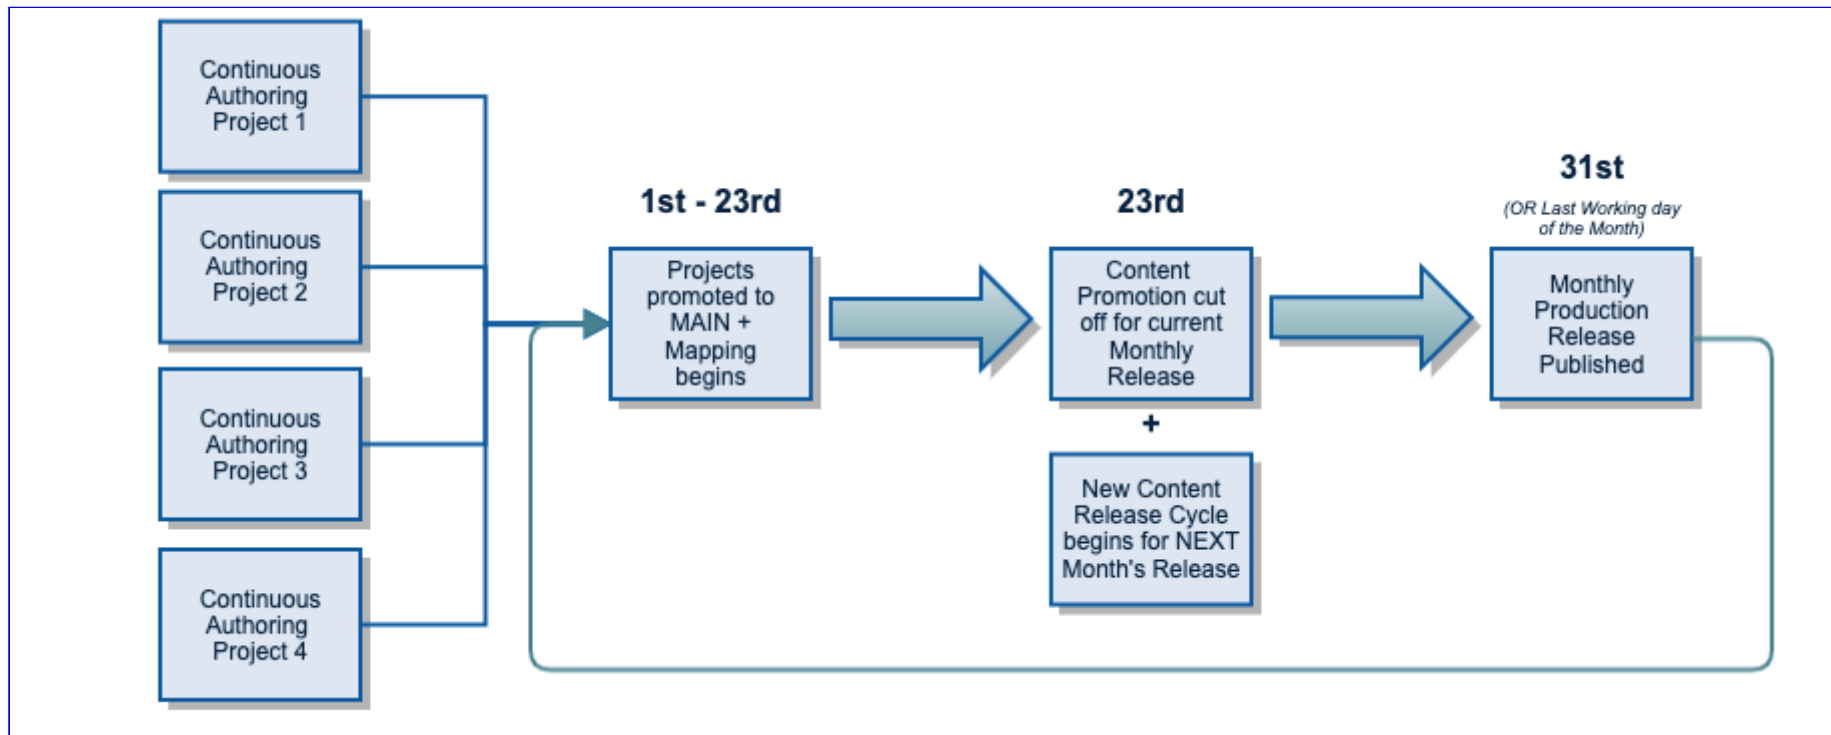 Continuous
Authoring
Project 1
Continuous
Authoring
Project 2
Continuous
Authoring
Project 3
Continuous
Authoring
Project 4
1st - 23rd
Projects
promoted to
MAIN +
Mapping
begins
23rd
Content
Promotion cut
off for current
Monthly
Release
+
New Content
Release Cycle
begins for NEXT
Month's Release
31st
(OR Last Working day
of the Month)
Monthly
Production
Release
Published